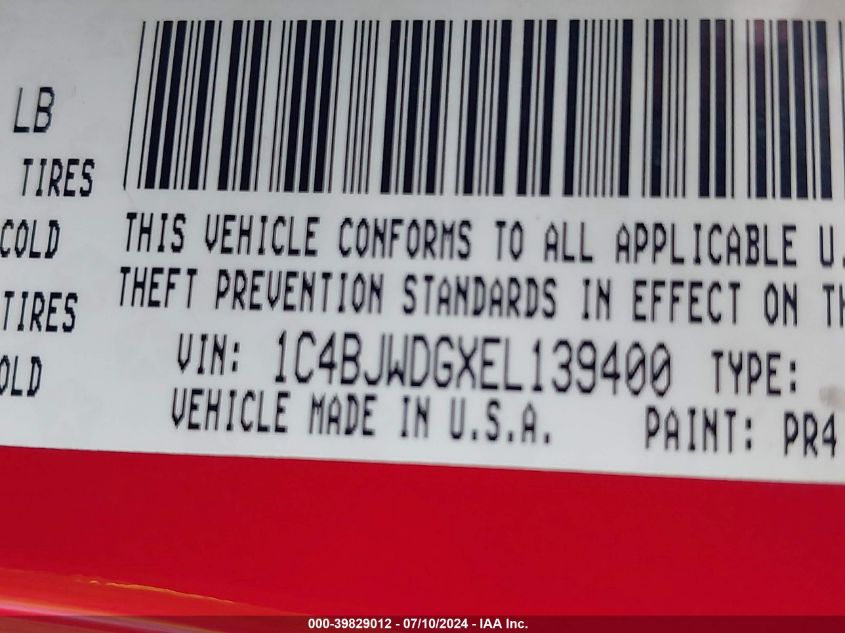 LB
TIRES
COLD
TIRES
OLD
THIS VEHICLE CONFORMS TO ALL APPLICABLE U.
THEFT PREVENTION STANDARDS IN EFFECT ON TH
VIN: 1C4BJWDGXEL139400 TYPE:
VEHICLE MADE IN U.S.A. PAINT: PR4
000-39829012 - 07/10/2024 - IAA Inc.